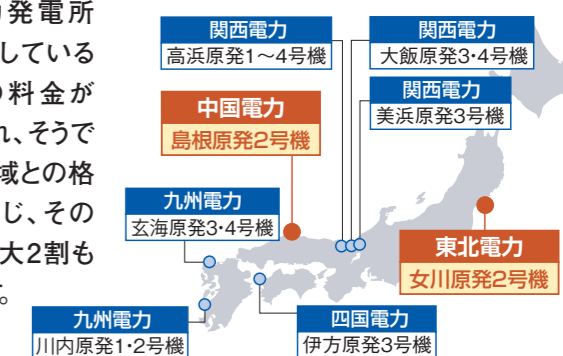 発電所
している
料金が
れ、そうで
域との格
じ、その
大2割も
。
関西電力
高浜原発1〜4号機
関西電力
大飯原発3・4号機
関西電力
美浜原発3号機
中国電力
島根原発2号機
九州電力
玄海原発3・4号機
東北電力
女川原発2号機
九州電力
川内原発1・2号機
四国電力
伊方原発3号機